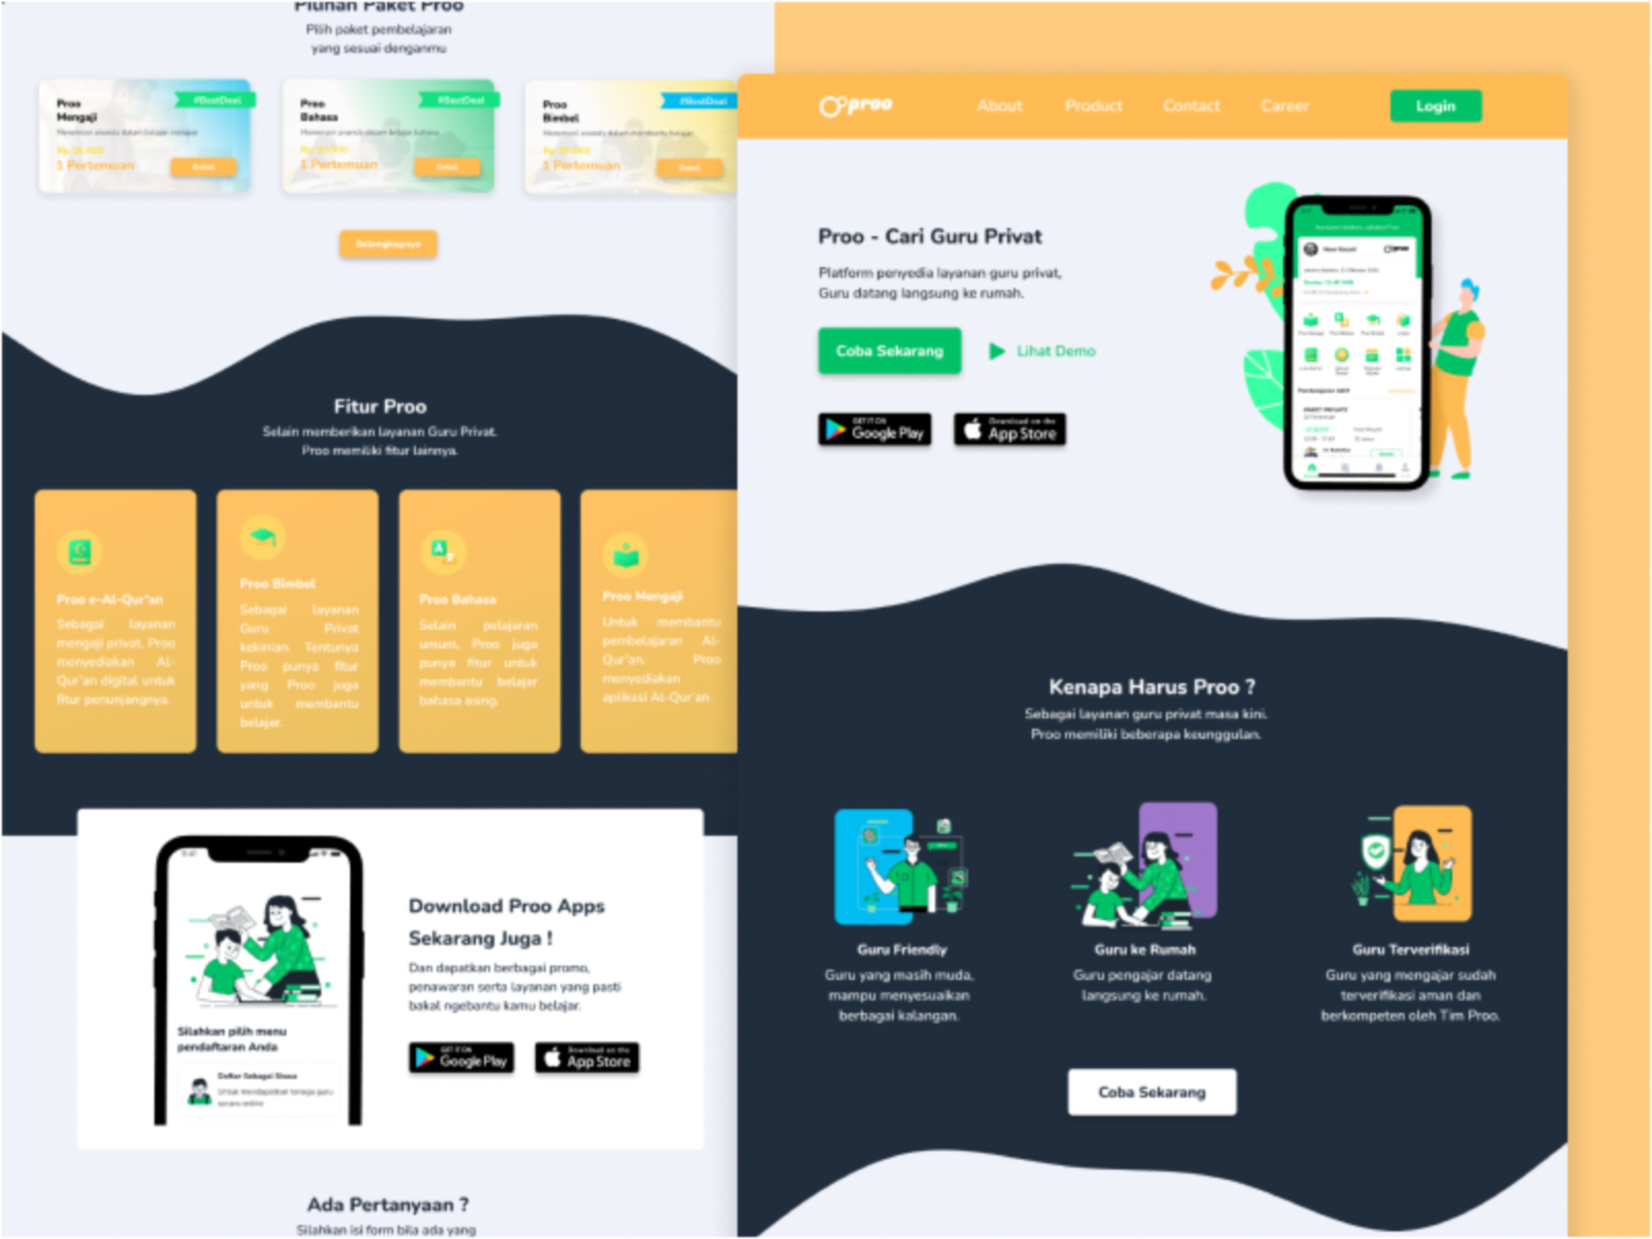 Pilihan Paket Proo
Pilih paket pembelajaran
yang sesuai denganmu
Proo
Mengaji
#BestDeal
1 Pertemuan
Detail
Proo
Bahasa
#BestDeal
1 Pertemuan
Detail
Proo
Bimbel
#BestDeal
1 Pertemuan
Detail
Selengkapnya
Fitur Proo
Selain memberikan layanan Guru Privat.
Proo memiliki fitur lainnya.
Proo e-Al-Qur'an
Sebagai layanan
mengaji privat. Proo
menyediakan Al-
Qur'an digital untuk
fitur penunjangnya.
Proo Bimbel
Sebagai layanan
Guru Privat
kekinian. Tentunya
Proo punya fitur
yang Proo juga
untuk membantu
belajar.
Proo Bahasa
Selain pelajaran
umum, Proo juga
punya fitur untuk
membantu belajar
bahasa asing.
Proo Mengaji
Untuk membantu
pembelajaran Al-
Qur'an. Proo
menyediakan
aplikasi Al-Qur'an.
Silahkan pilih menu
pendaftaran Anda
Daftar Sebagai Siswa
Untuk mendapatkan tenaga guru
secara online
Download Proo Apps
Sekarang Juga !
Dan dapatkan berbagai promo,
penawaran serta layanan yang pasti
bakal ngebantu kamu belajar.
GET IT ON
Google Play
Download on the
App Store
Ada Pertanyaan ?
Silahkan isi form bila ada yang
proo
About
Product
Contact
Career
Login
Proo - Cari Guru Privat
Platform penyedia layanan guru privat,
Guru datang langsung ke rumah.
Coba Sekarang
Lihat Demo
GET IT ON
Google Play
Download on the
App Store
Kenapa Harus Proo ?
Sebagai layanan guru privat masa kini.
Proo memiliki beberapa keunggulan.
Guru Friendly
Guru yang masih muda,
mampu menyesuaikan
berbagai kalangan.
Guru ke Rumah
Guru pengajar datang
langsung ke rumah.
Guru Terverifikasi
Guru yang mengajar sudah
terverifikasi aman dan
berkompeten oleh Tim Proo.
Coba Sekarang